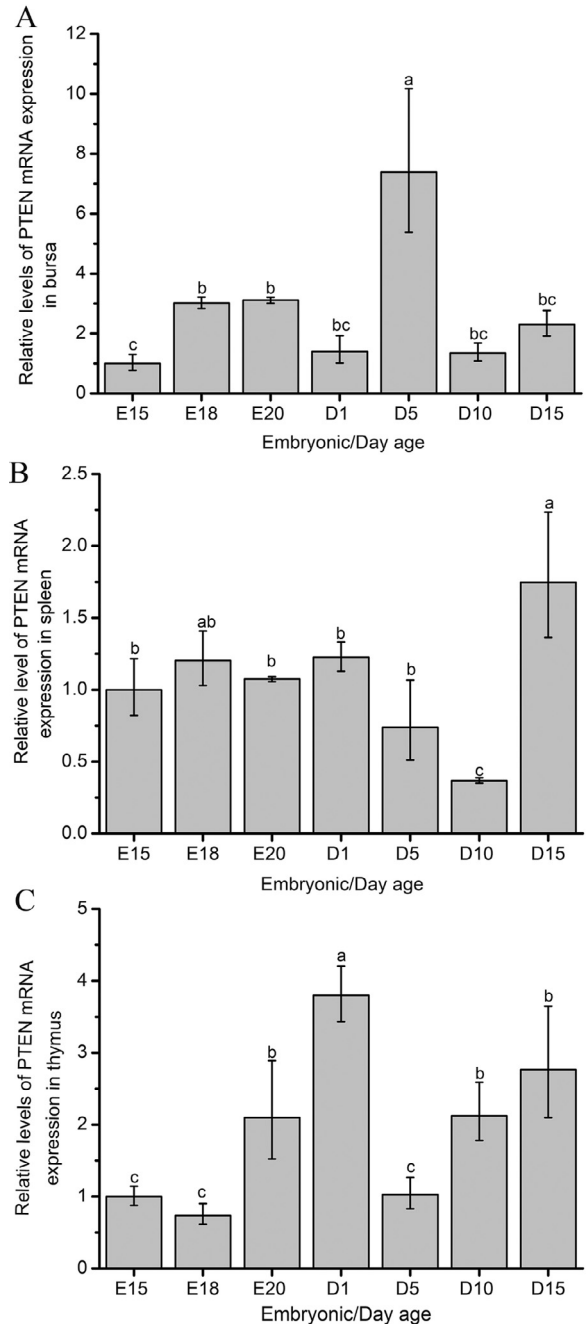 A
Relative levels of PTEN mRNA expression
in bursa
12
10
8
6
4
2
0
c
b
b
bc
a
bc
bc
E15 E18 E20 D1 D5 D10 D15
Embryonic/Day age
B
Relative level of PTEN mRNA
expression in spleen
2.5
2.0
1.5
1.0
0.5
0.0
b
ab
b
b
b
c
a
E15 E18 E20 D1 D5 D10 D15
Embryonic/Day age
C
Relative levels of PTEN mRNA
expression in thymus
5
4
3
2
1
0
c
c
b
a
c
b
b
E15 E18 E20 D1 D5 D10 D15
Embryonic/Day age